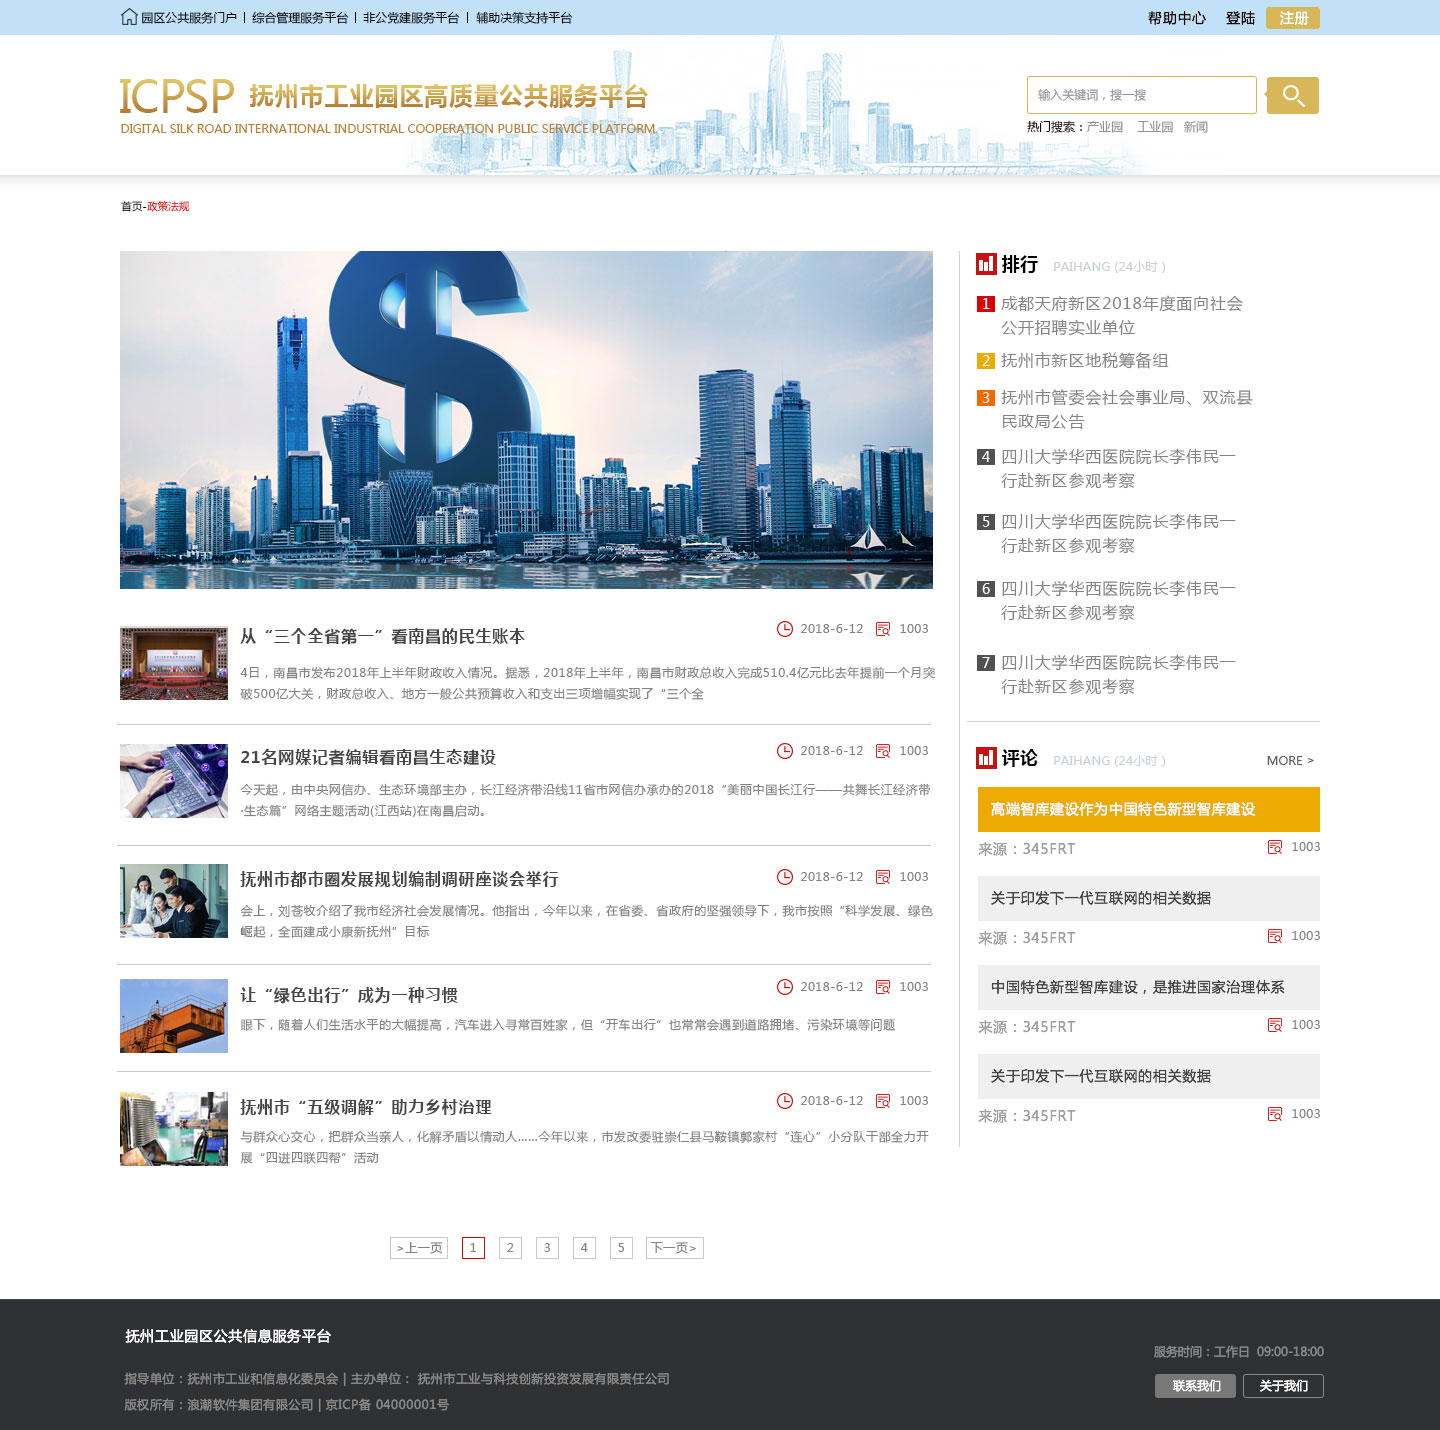 园区公共服务门户 | 综合管理服务平台 | 非公党建服务平台 | 辅助决策支持平台
帮助中心 登陆 注册
ICPSP 抚州市工业园区高质量公共服务平台
DIGITAL SILK ROAD INTERNATIONAL INDUSTRIAL COOPERATION PUBLIC SERVICE PLATFORM
输入关键词，搜一搜
热门搜索：产业园 工业园 新闻
首页-政策法规
从“三个全省第一”看南昌的民生账本
2018-6-12 1003
4日，南昌市发布2018年上半年财政收入情况。据悉，2018年上半年，南昌市财政总收入完成510.4亿元比去年提前一个月突
破500亿大关，财政总收入、地方一般公共预算收入和支出三项增幅实现了“三个全
21名网媒记者编辑看南昌生态建设
2018-6-12 1003
今天起，由中央网信办、生态环境部主办，长江经济带沿线11省市网信办承办的2018“美丽中国长江行——共舞长江经济带
·生态篇”网络主题活动(江西站)在南昌启动。
抚州市都市圈发展规划编制调研座谈会举行
2018-6-12 1003
会上，刘苍牧介绍了我市经济社会发展情况。他指出，今年以来，在省委、省政府的坚强领导下，我市按照“科学发展、绿色
崛起，全面建成小康新抚州”目标
让“绿色出行”成为一种习惯
2018-6-12 1003
眼下，随着人们生活水平的大幅提高，汽车进入寻常百姓家，但“开车出行”也常常会遇到道路拥堵、污染环境等问题
抚州市“五级调解”助力乡村治理
2018-6-12 1003
与群众心交心，把群众当亲人，化解矛盾以情动人......今年以来，市发改委驻崇仁县马鞍镇郭家村“连心”小分队干部全力开
展“四进四联四帮”活动
>上一页 1 2 3 4 5 下一页>
排行 PAIHANG (24小时 )
1 成都天府新区2018年度面向社会
公开招聘实业单位
2 抚州市新区地税筹备组
3 抚州市管委会社会事业局、双流县
民政局公告
4 四川大学华西医院院长李伟民一
行赴新区参观考察
5 四川大学华西医院院长李伟民一
行赴新区参观考察
6 四川大学华西医院院长李伟民一
行赴新区参观考察
7 四川大学华西医院院长李伟民一
行赴新区参观考察
评论 PAIHANG (24小时 ) MORE >
高端智库建设作为中国特色新型智库建设
来源：345FRT 1003
关于印发下一代互联网的相关数据
来源：345FRT 1003
中国特色新型智库建设，是推进国家治理体系
来源：345FRT 1003
关于印发下一代互联网的相关数据
来源：345FRT 1003
抚州工业园区公共信息服务平台
指导单位：抚州市工业和信息化委员会 | 主办单位： 抚州市工业与科技创新投资发展有限责任公司
版权所有：浪潮软件集团有限公司 | 京ICP备 04000001号
服务时间：工作日 09:00-18:00
联系我们 关于我们